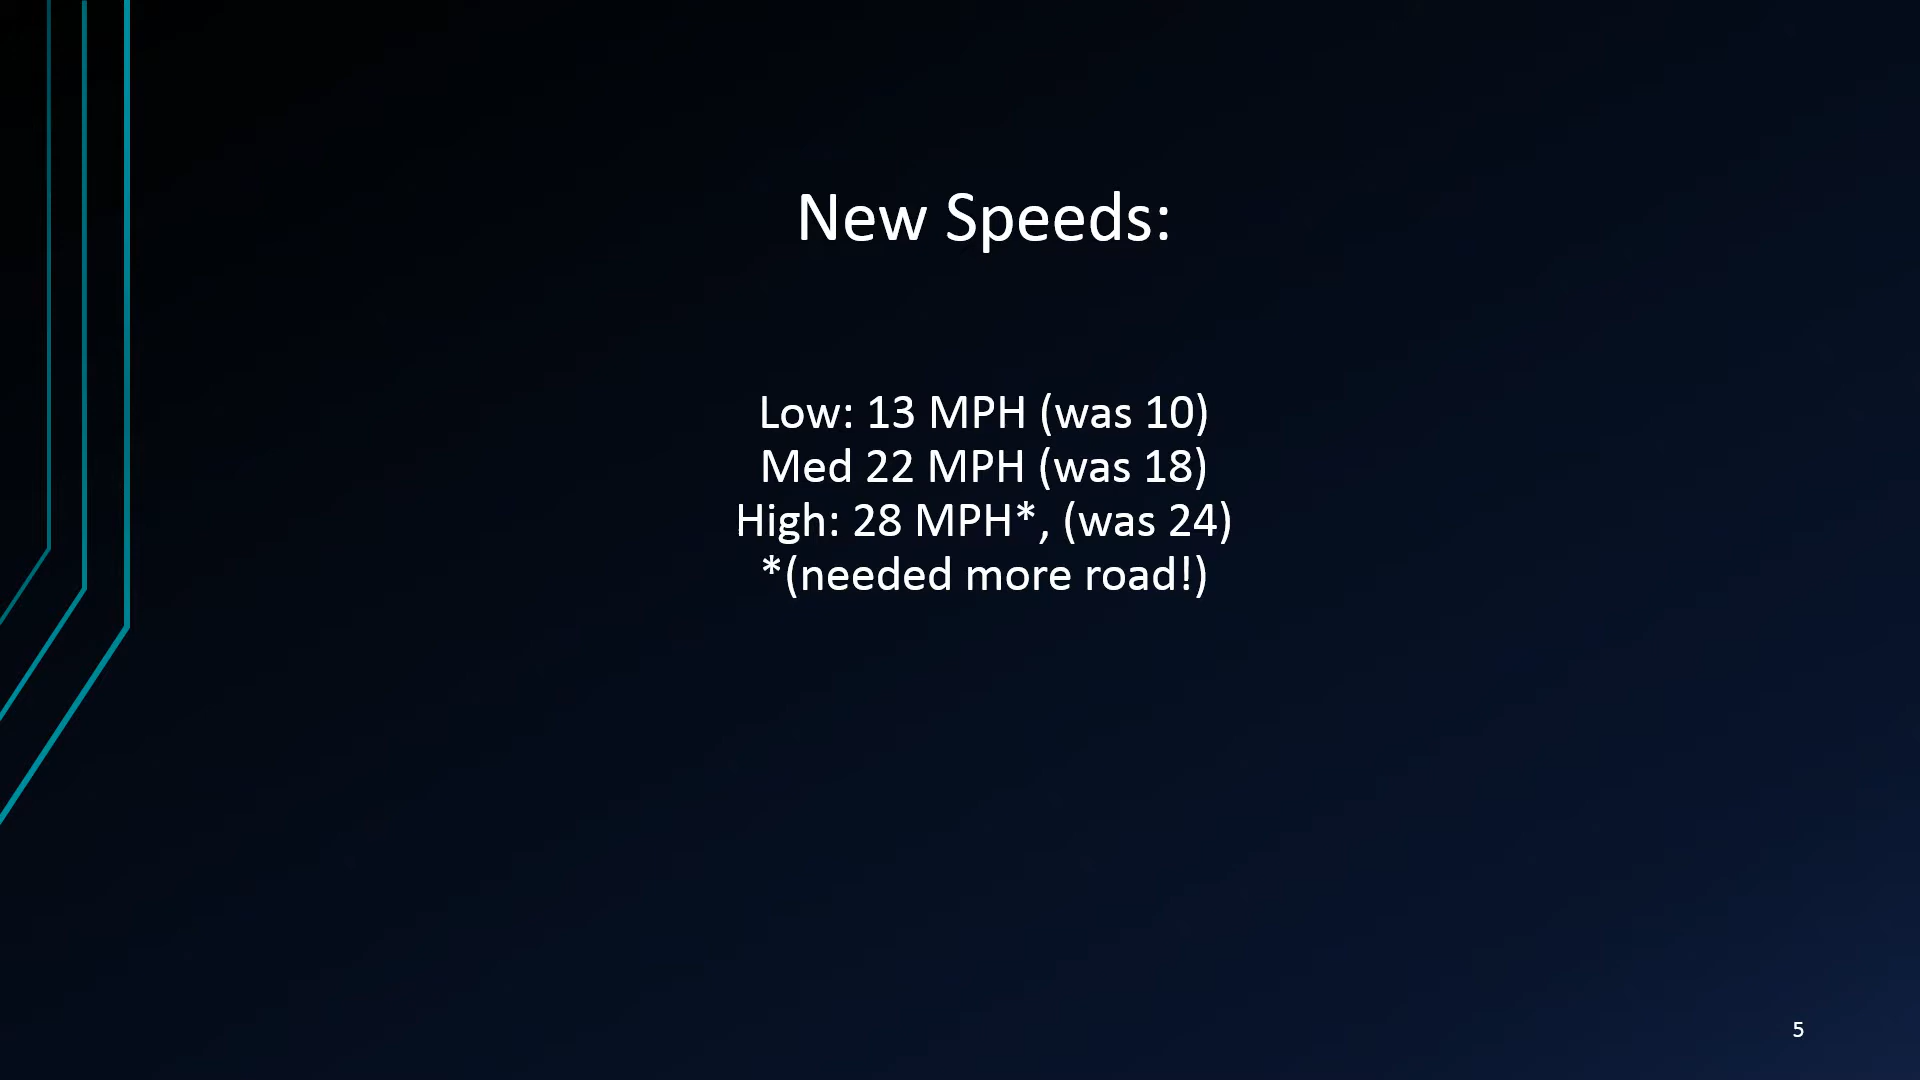 New Speeds:
Low: 13 MPH (was 10)
Med 22 MPH (was 18)
High: 28 MPH*, (was 24)
*(needed more road!)
5